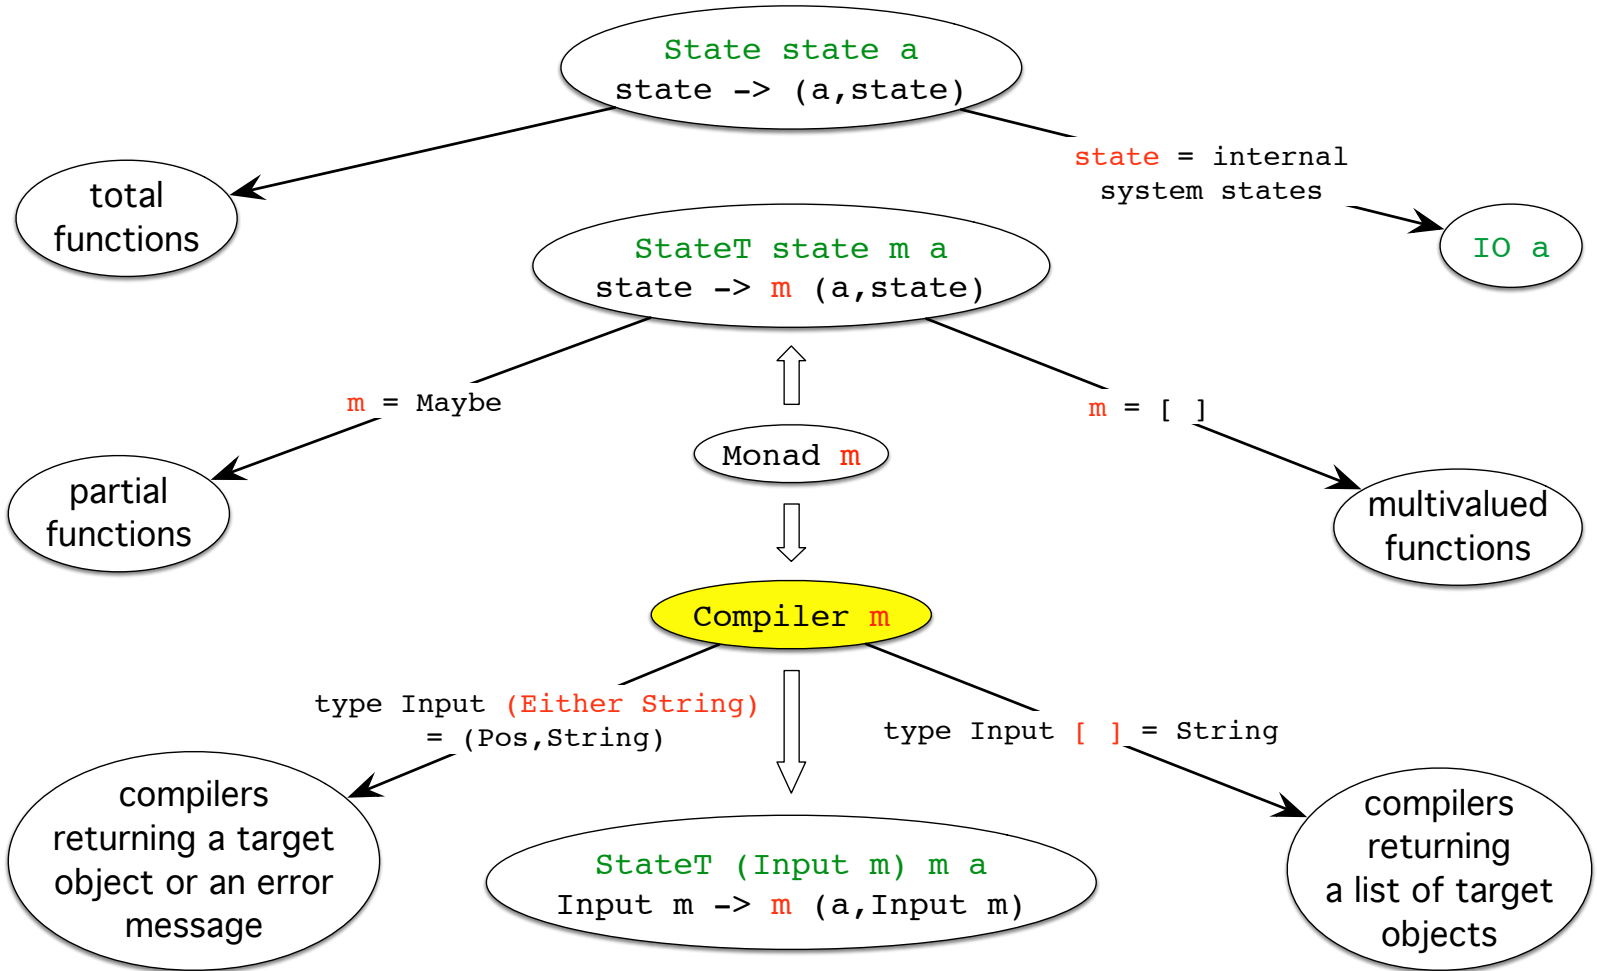 State state a
state -> (a,state)
state = internal
system states
total
functions
IO a
StateT state m a
state -> m (a,state)
m = Maybe
m = [ ]
Monad m
partial
functions
multivalued
functions
Compiler m
type Input (Either String)
= (Pos,String)
type Input [ ] = String
compilers
returning a target
object or an error
message
StateT (Input m) m a
Input m -> m (a,Input m)
compilers
returning
a list of target
objects